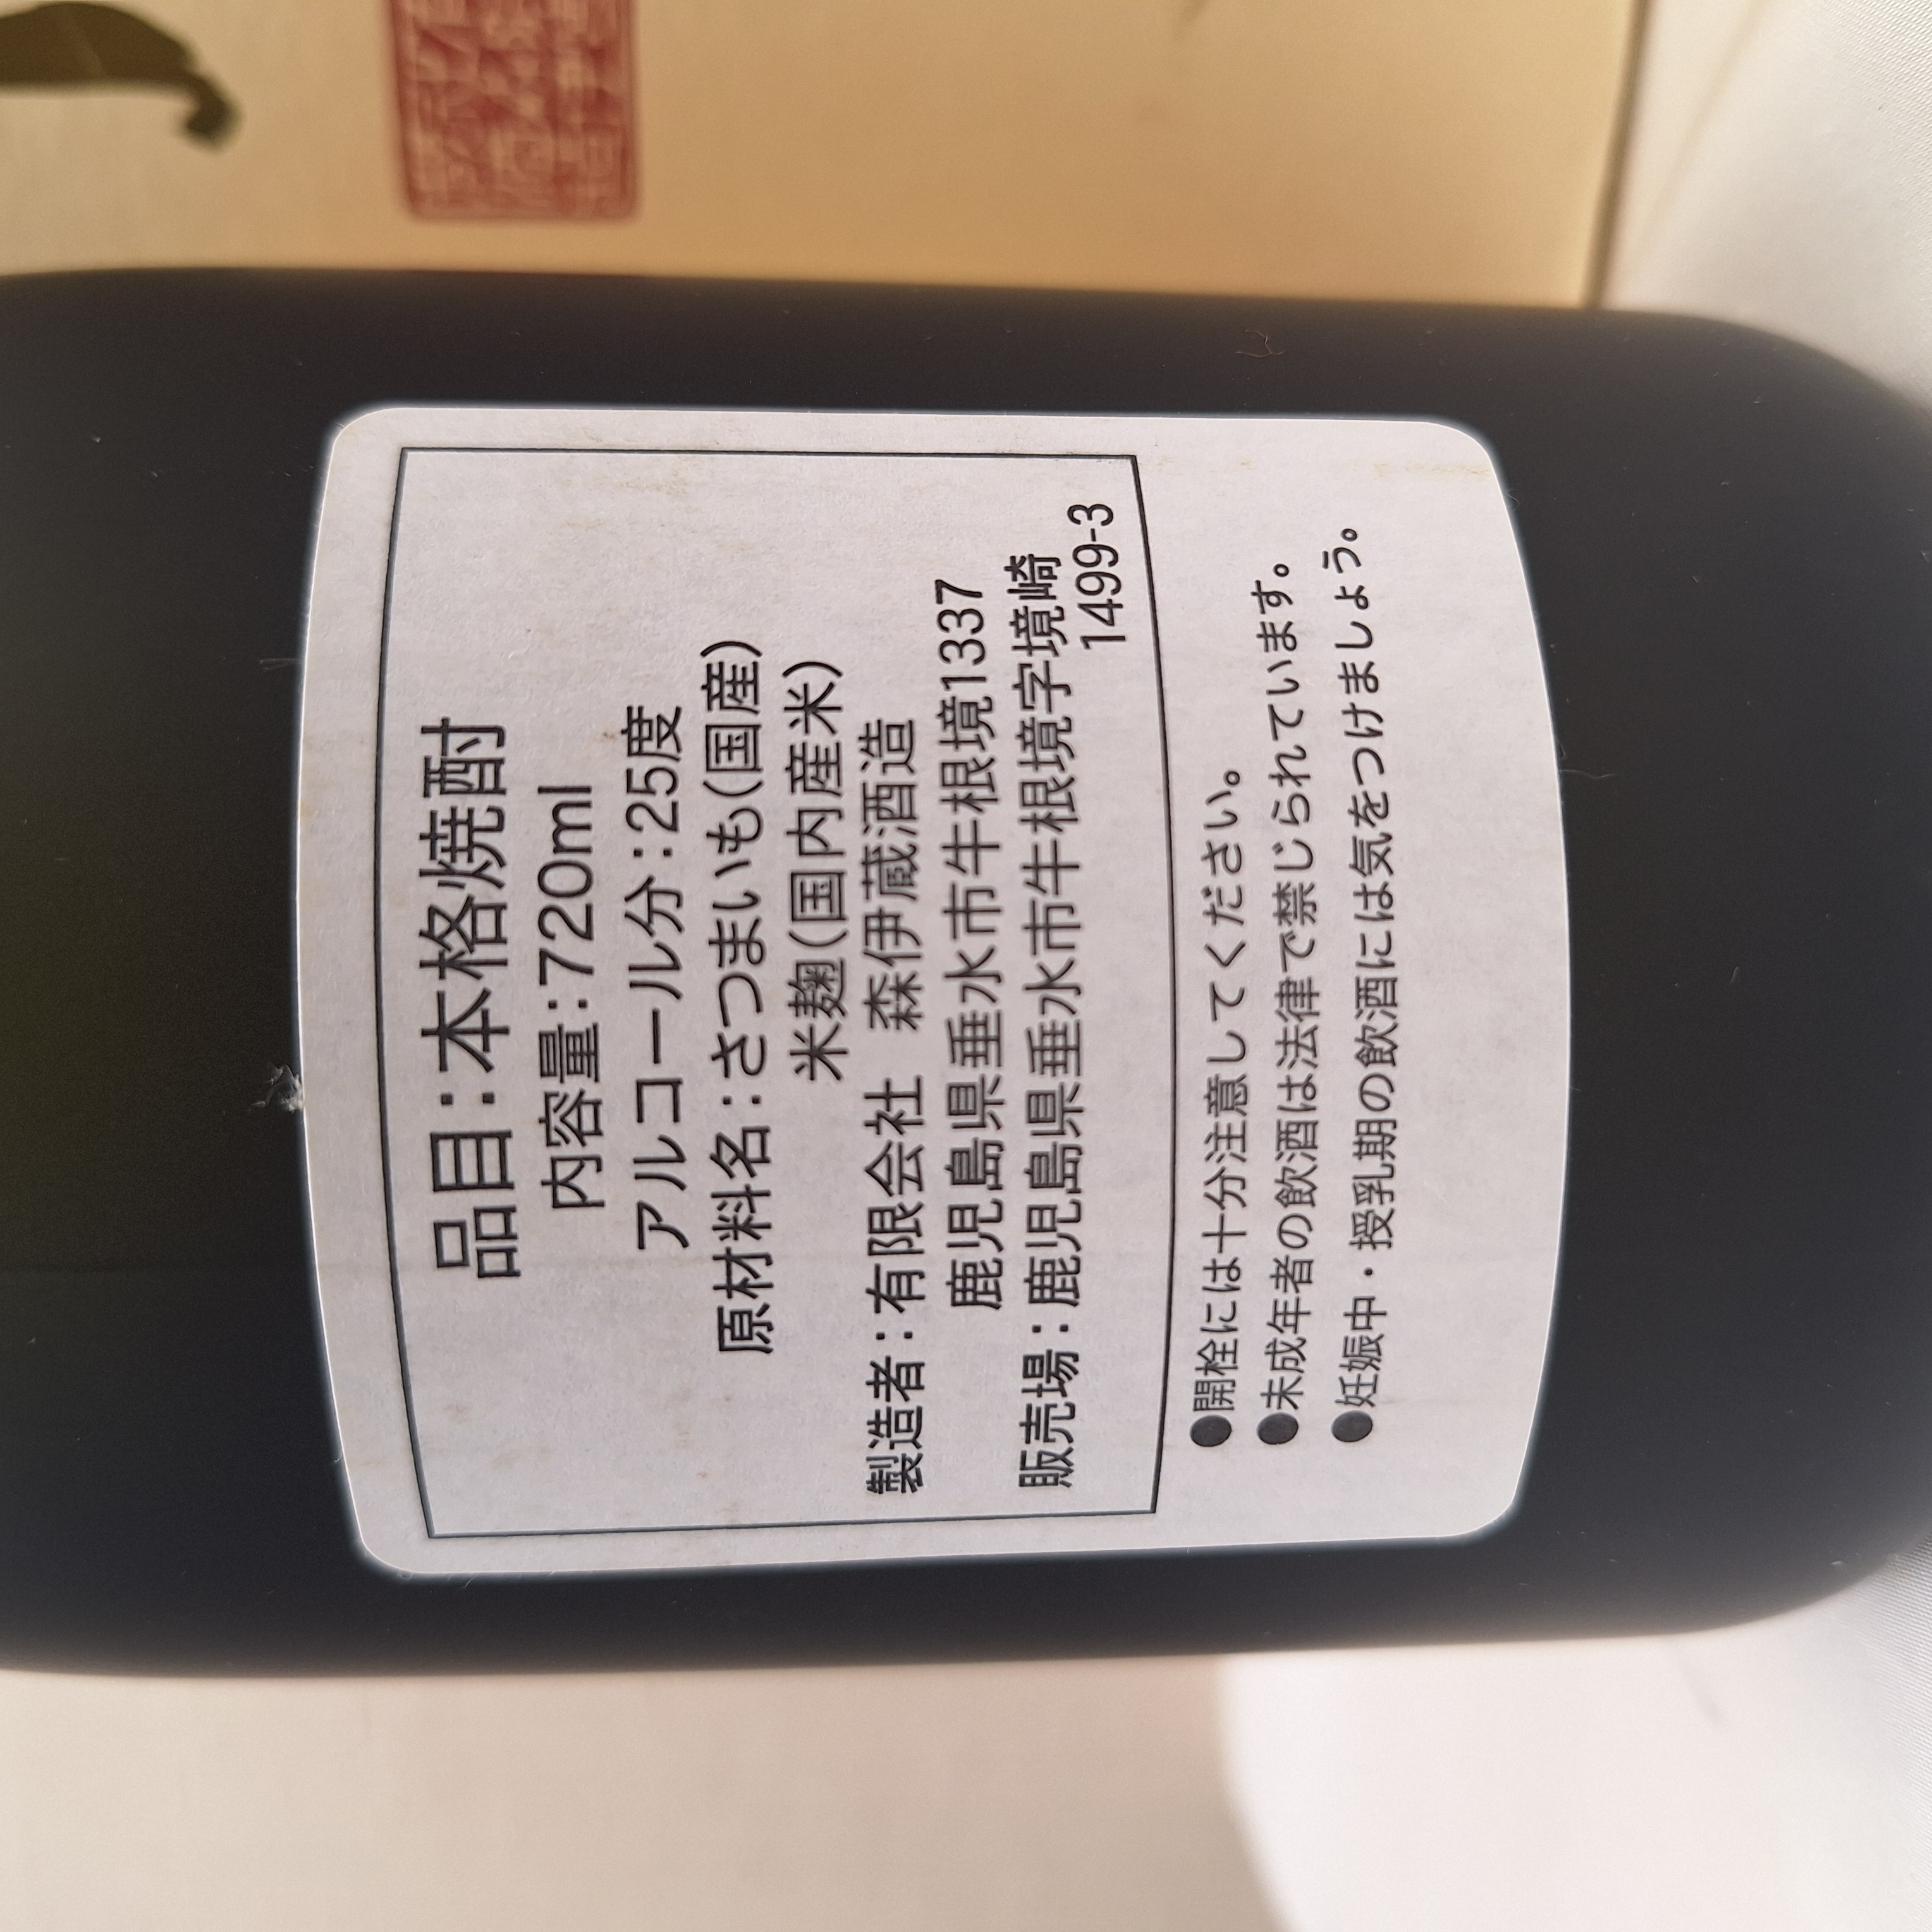 品目：本格焼酎
内容量：720ml
アルコール分：25度
原材料名：さつまいも(国産)
米麹(国内産米)
製造者：有限会社　森伊蔵酒造
鹿児島県垂水市牛根境1337
販売場：鹿児島県垂水市牛根境字境崎
1499-3
●開栓には十分注意してください。
●未成年者の飲酒は法律で禁じられています。
●妊娠中・授乳期の飲酒には気をつけましょう。